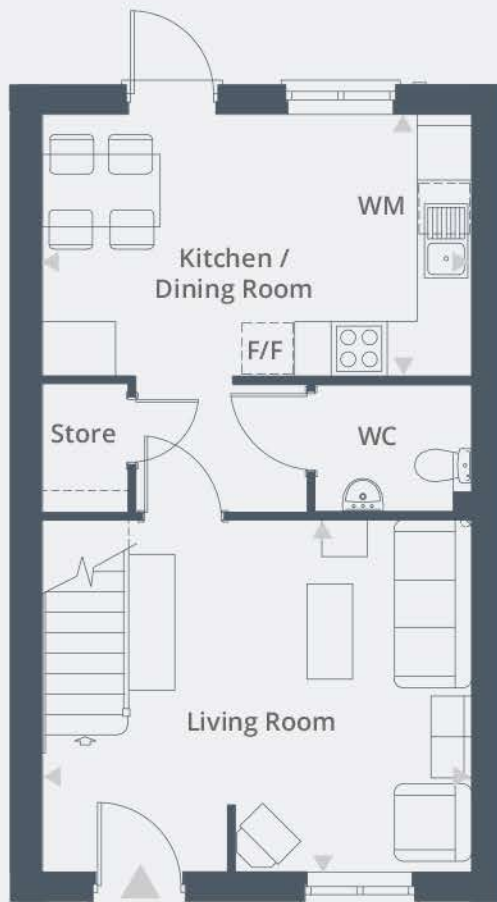 WM
Kitchen /
Dining Room
F/F
Store
WC
Living Room